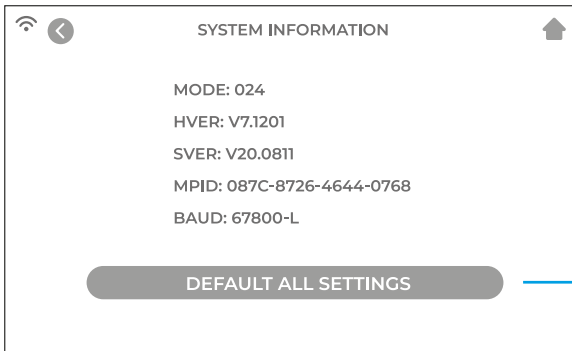 SYSTEM INFORMATION
MODE: 024
HVER: V7.1201
SVER: V20.0811
MPID: 087C-8726-4644-0768
BAUD: 67800-L
DEFAULT ALL SETTINGS